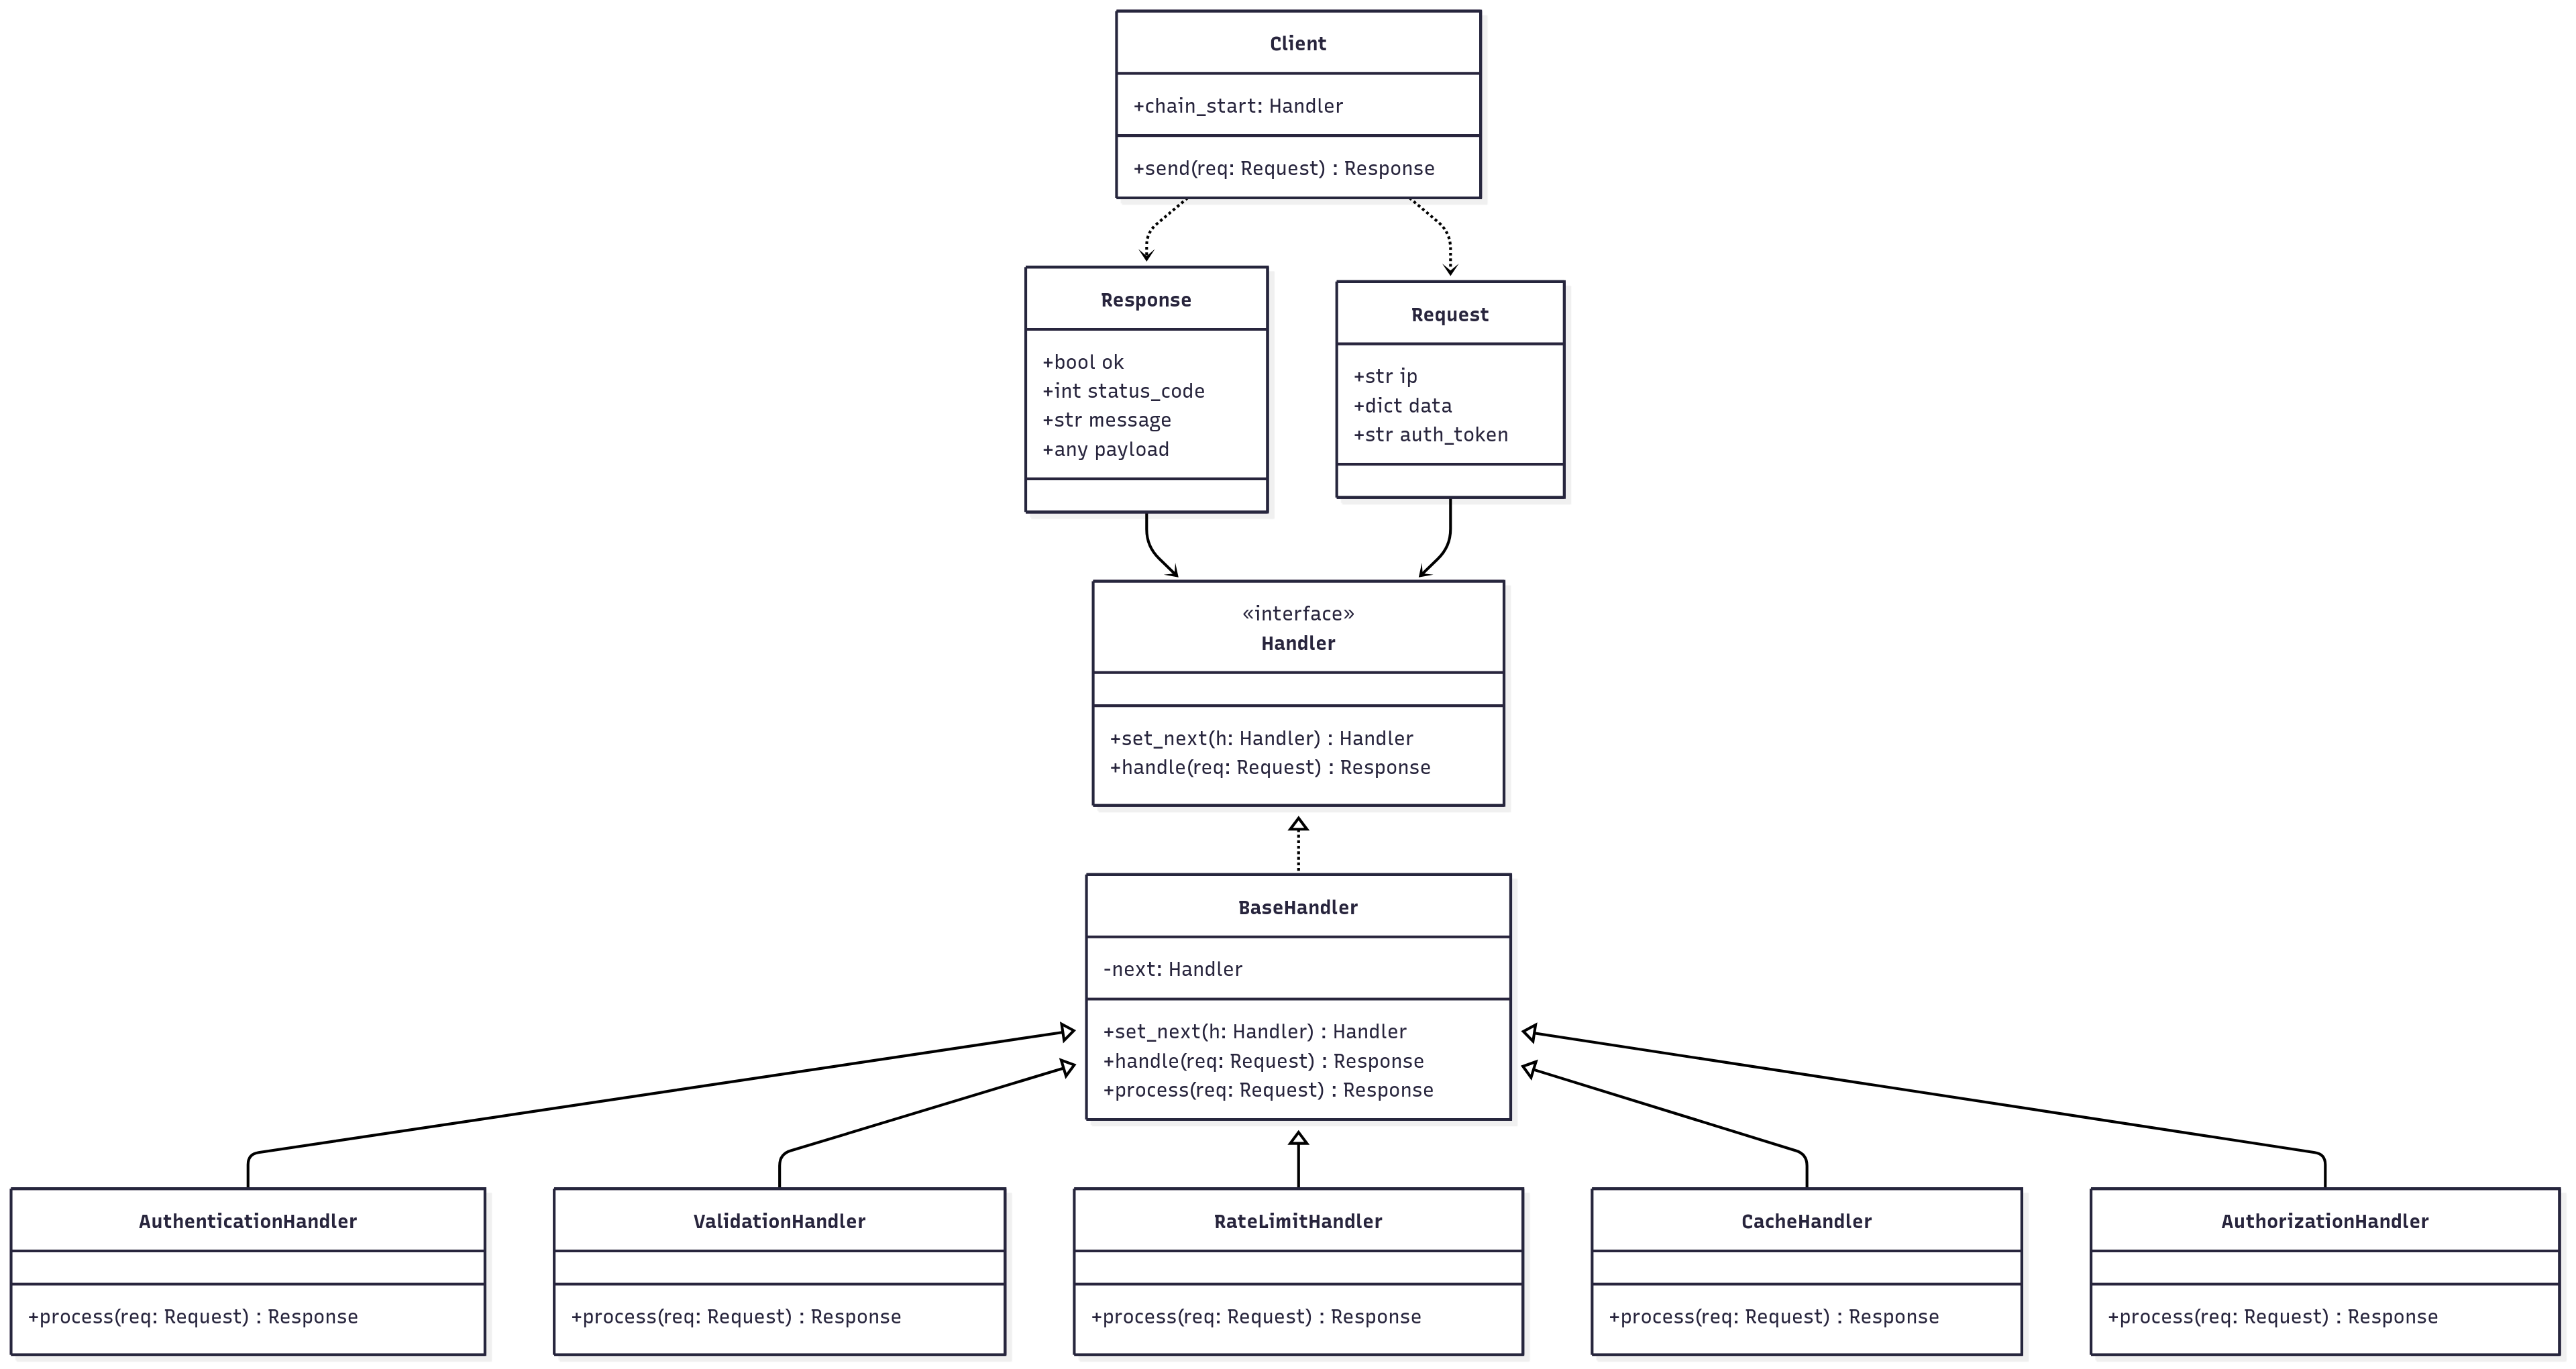 Client
+chain_start: Handler
+send(req: Request) : Response
Response
+bool ok
+int status_code
+str message
+any payload
Request
+str ip
+dict data
+str auth_token
«interface»
Handler
+set_next(h: Handler) : Handler
+handle(req: Request) : Response
BaseHandler
-next: Handler
+set_next(h: Handler) : Handler
+handle(req: Request) : Response
+process(req: Request) : Response
AuthenticationHandler
+process(req: Request) : Response
ValidationHandler
+process(req: Request) : Response
RateLimitHandler
+process(req: Request) : Response
CacheHandler
+process(req: Request) : Response
AuthorizationHandler
+process(req: Request) : Response